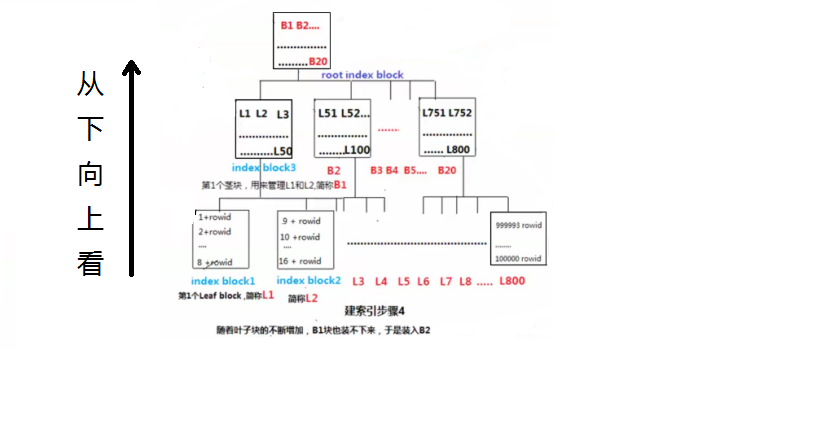 从
下
向
上
看
B1 B2....
...............
.........B20
root index block
L1 L2 L3
...............
..........L50
L51 L52...
...............
........L100
.......
L751 L752
...............
...... L800
index block3
B2
B3 B4 B5.... B20
第1个茎块，用来管理L1和L2,简称B1
1+rowid
2+rowid
....
8 +rowid
9 + rowid
10 +rowid
....
16 + rowid
..........................................
999993 rowid
........
100000 rowid
index block1
index block2
L3 L4 L5 L6 L7 L8 ..... L800
第1个Leaf block ,简称L1
简称L2
建索引步骤4
随着叶子块的不断增加，B1块也装不下来，于是装入B2